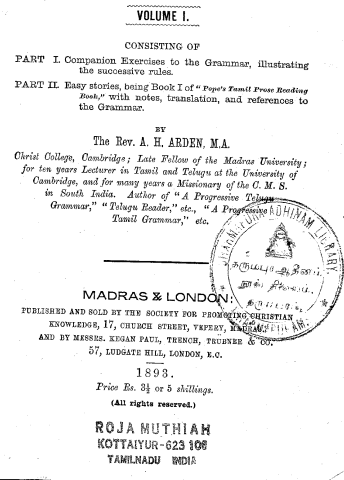 VOLUME I.
CONSISTING OF
PART I. Companion Exercises to the Grammar, illustrating
the successive rules.
PART II. Easy stories, being Book I of "Pope's Tamil Prose Reading
Book," with notes, translation, and references to
the Grammar.
BY
The Rev. A. H. ARDEN, M.A.
Christ College, Cambridge; Late Fellow of the Madras University;
for ten years Lecturer in Tamil and Telugu at the University of
Cambridge, and for many years a Missionary of the C. M. S.
in South India. Author of "A Progressive Telugu
Grammar," "Telugu Reader," etc., "A Progressive
Tamil Grammar," etc.
LIBRARY
தருமபுர ஆதீனம்
நூல் நிலையம்
MADRAS & LONDON:
PUBLISHED AND SOLD BY THE SOCIETY FOR PROMOTING CHRISTIAN
KNOWLEDGE, 17, CHURCH STREET, VEPERY, MADRAS
AND BY MESSRS. KEGAN PAUL, TRENCH, TRUBNER & CO.
57, LUDGATE HILL, LONDON, E.C.
1893.
Price Rs. 3½ or 5 shillings.
(All rights reserved.)
ROJA MUTHIAH
KOTTAIYUR-623 106
TAMILNADU INDIA